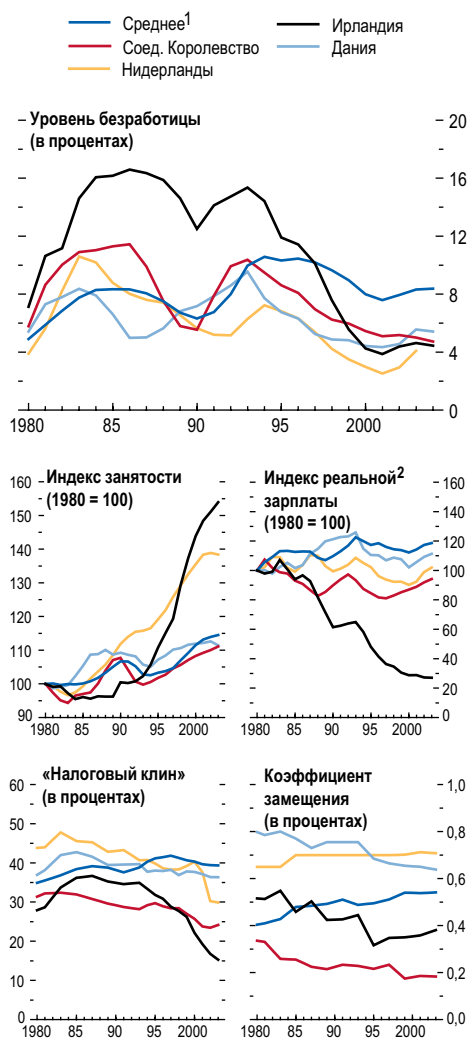 Среднее1
Соед. Королевство
Нидерланды
Ирландия
Дания
Уровень безработицы
(в процентах)
20
16
12
8
4
0
1980 85 90 95 2000
Индекс занятости
(1980 = 100)
160
150
140
130
120
110
100
90
1980 85 90 95 2000
Индекс реальной2
зарплаты
(1980 = 100)
160
140
120
100
80
60
40
20
0
1980 85 90 95 2000
«Налоговый клин»
(в процентах)
60
50
40
30
20
10
0
1980 85 90 95 2000
Коэффициент
замещения
(в процентах)
1,0
0,8
0,6
0,4
0,2
0,0
1980 85 90 95 2000